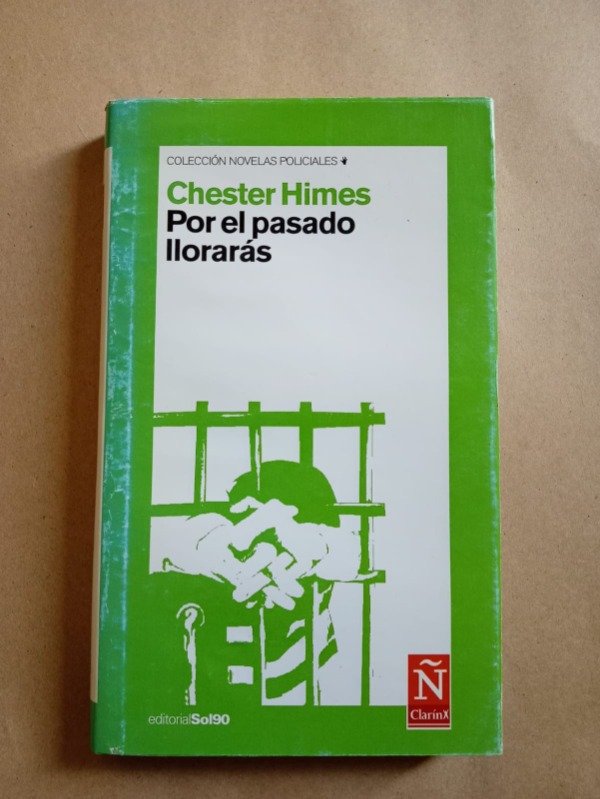 COLECCIÓN NOVELAS POLICIALES
Chester Himes
Por el pasado
llorarás
editorialSol90
Ñ
ClarínX